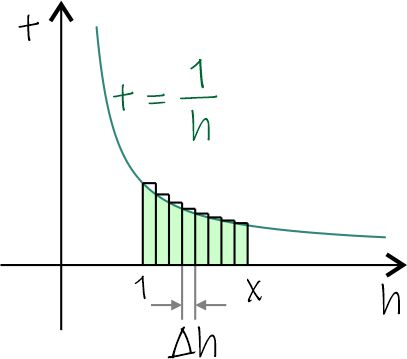 t
t = 1/h
1
x
h
Δh